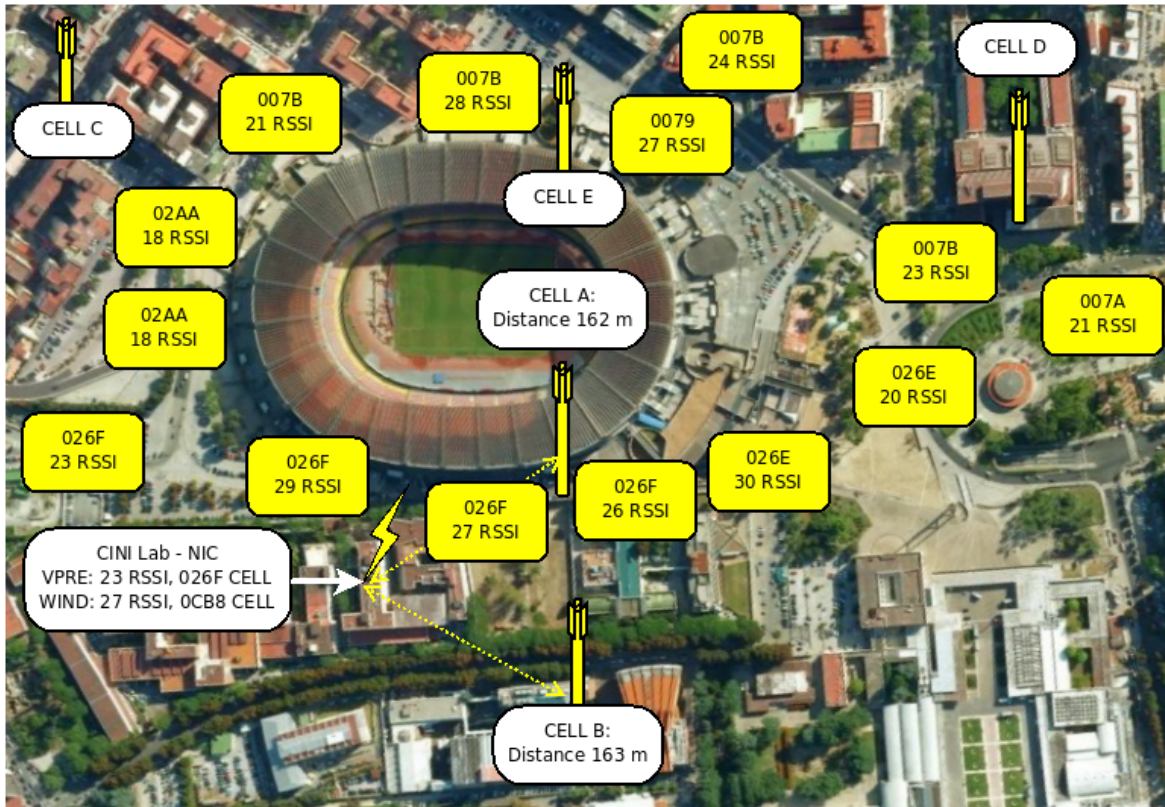 007B
24 RSSI
CELL D
007B
28 RSSI
007B
21 RSSI
CELL C
0079
27 RSSI
CELL E
02AA
18 RSSI
007B
23 RSSI
CELL A:
Distance 162 m
007A
21 RSSI
02AA
18 RSSI
026E
20 RSSI
026F
23 RSSI
026F
29 RSSI
026E
30 RSSI
026F
27 RSSI
026F
26 RSSI
CINI Lab - NIC
VPRE: 23 RSSI, 026F CELL
WIND: 27 RSSI, 0CB8 CELL
CELL B:
Distance 163 m